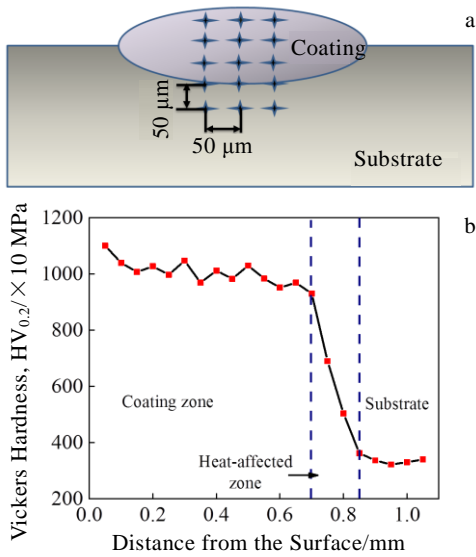 a
Coating
50 μm
50 μm
Substrate
b
Vickers Hardness, HV0.2/×10 MPa
1200
1000
800
600
400
200
Coating zone
Substrate
Heat-affected
zone
0.0 0.2 0.4 0.6 0.8 1.0
Distance from the Surface/mm